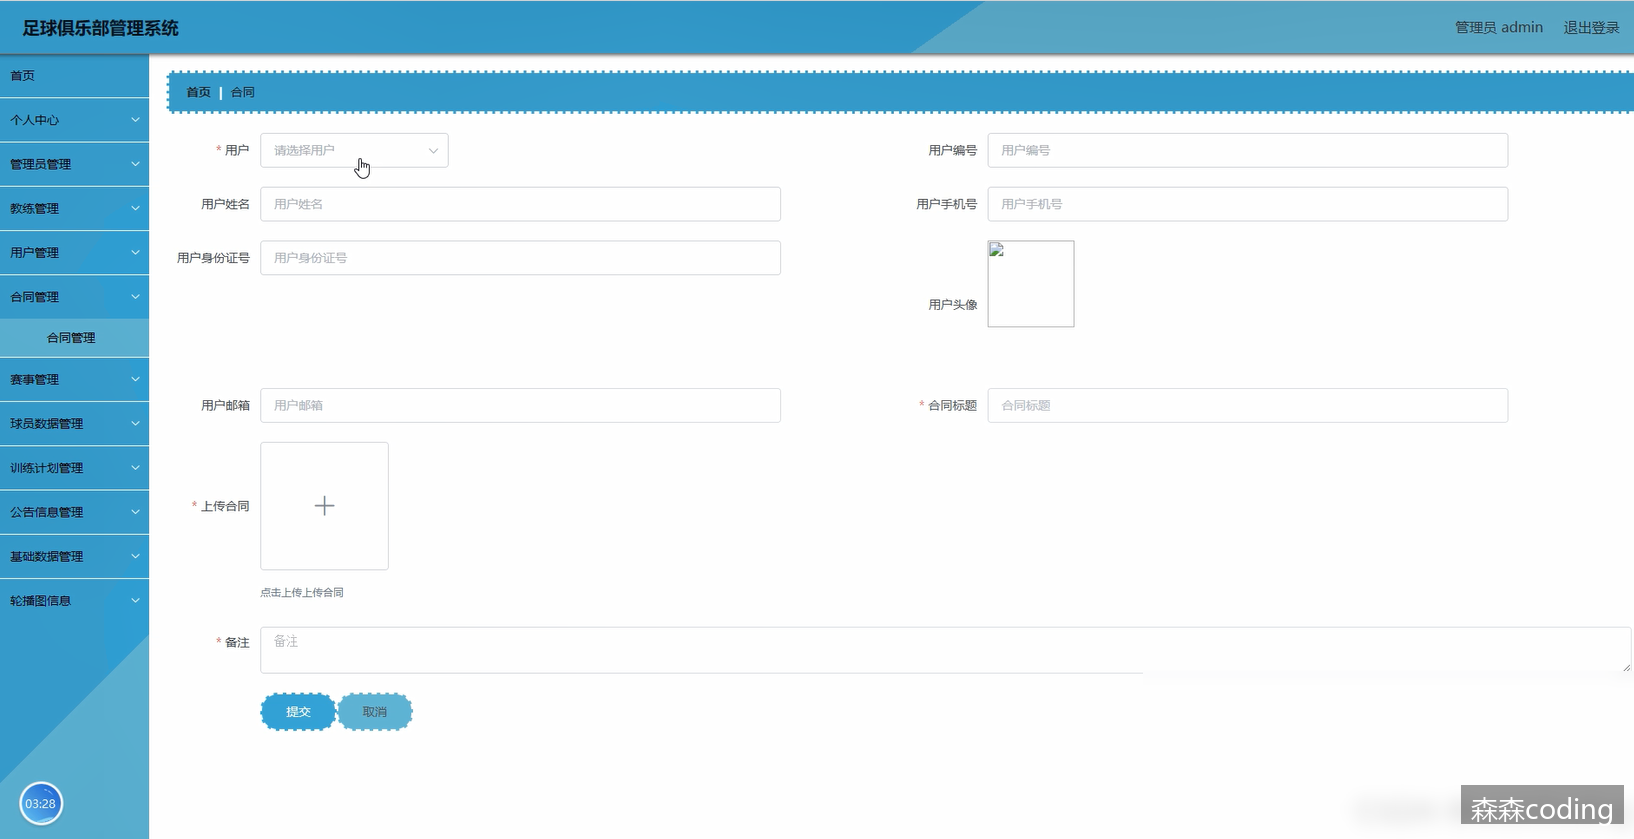 足球俱乐部管理系统
管理员 admin 退出登录
首页
个人中心
管理员管理
教练管理
用户管理
合同管理
合同管理
赛事管理
球员数据管理
训练计划管理
公告信息管理
基础数据管理
轮播图信息
首页 | 合同
* 用户 请选择用户
用户编号 用户编号
用户姓名 用户姓名
用户手机号 用户手机号
用户身份证号 用户身份证号
用户头像
用户邮箱 用户邮箱
* 合同标题 合同标题
* 上传合同
点击上传上传合同
* 备注 备注
提交 取消
03:28
森森coding